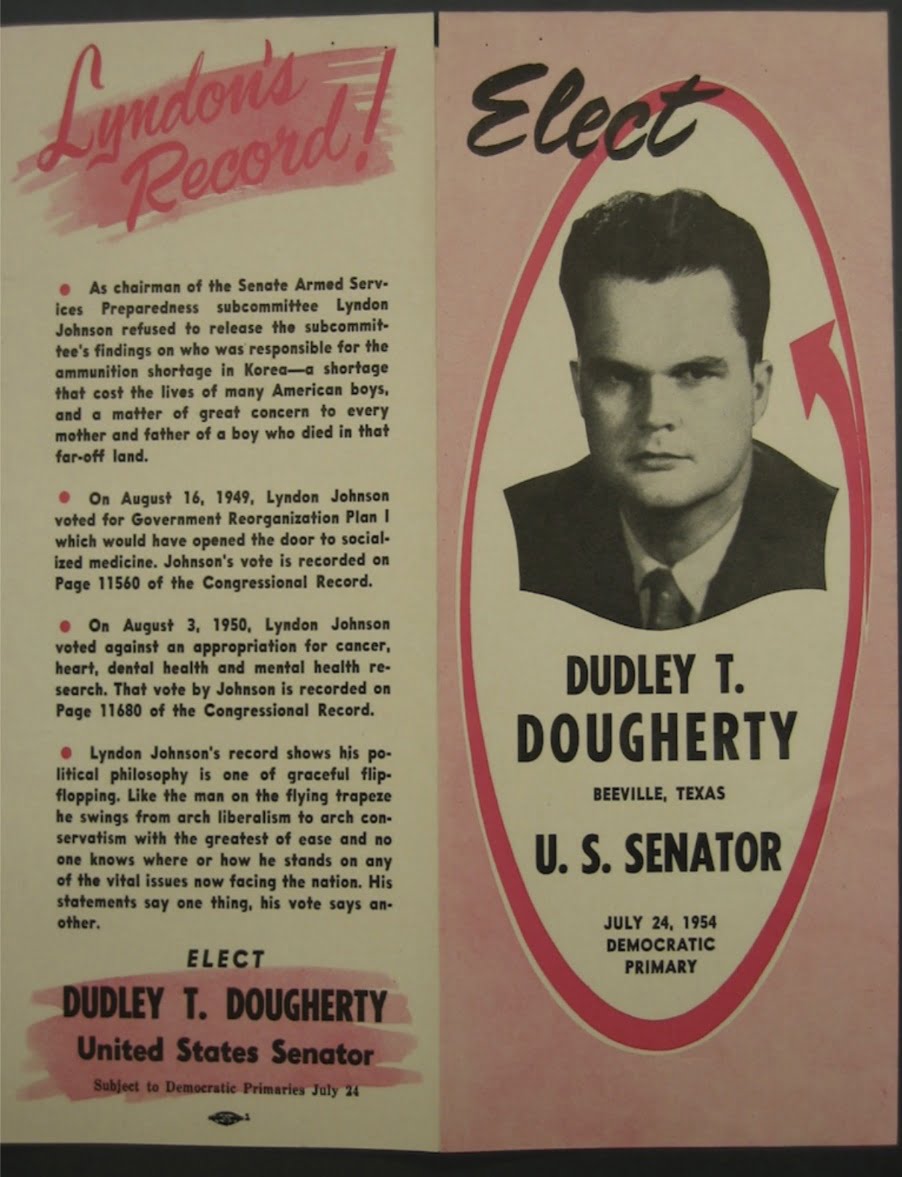 Lyndon's
Record!
• As chairman of the Senate Armed Serv-
ices Preparedness subcommittee Lyndon
Johnson refused to release the subcommit-
tee's findings on who was responsible for the
ammunition shortage in Korea—a shortage
that cost the lives of many American boys,
and a matter of great concern to every
mother and father of a boy who died in that
far-off land.
• On August 16, 1949, Lyndon Johnson
voted for Government Reorganization Plan I
which would have opened the door to social-
ized medicine. Johnson's vote is recorded on
Page 11560 of the Congressional Record.
• On August 3, 1950, Lyndon Johnson
voted against an appropriation for cancer,
heart, dental health and mental health re-
search. That vote by Johnson is recorded on
Page 11680 of the Congressional Record.
• Lyndon Johnson's record shows his po-
litical philosophy is one of graceful flip-
flopping. Like the man on the flying trapeze
he swings from arch liberalism to arch con-
servatism with the greatest of ease and no
one knows where or how he stands on any
of the vital issues now facing the nation. His
statements say one thing, his vote says an-
other.
ELECT
DUDLEY T. DOUGHERTY
United States Senator
Subject to Democratic Primaries July 24
Elect
DUDLEY T.
DOUGHERTY
BEEVILLE, TEXAS
U. S. SENATOR
JULY 24, 1954
DEMOCRATIC
PRIMARY